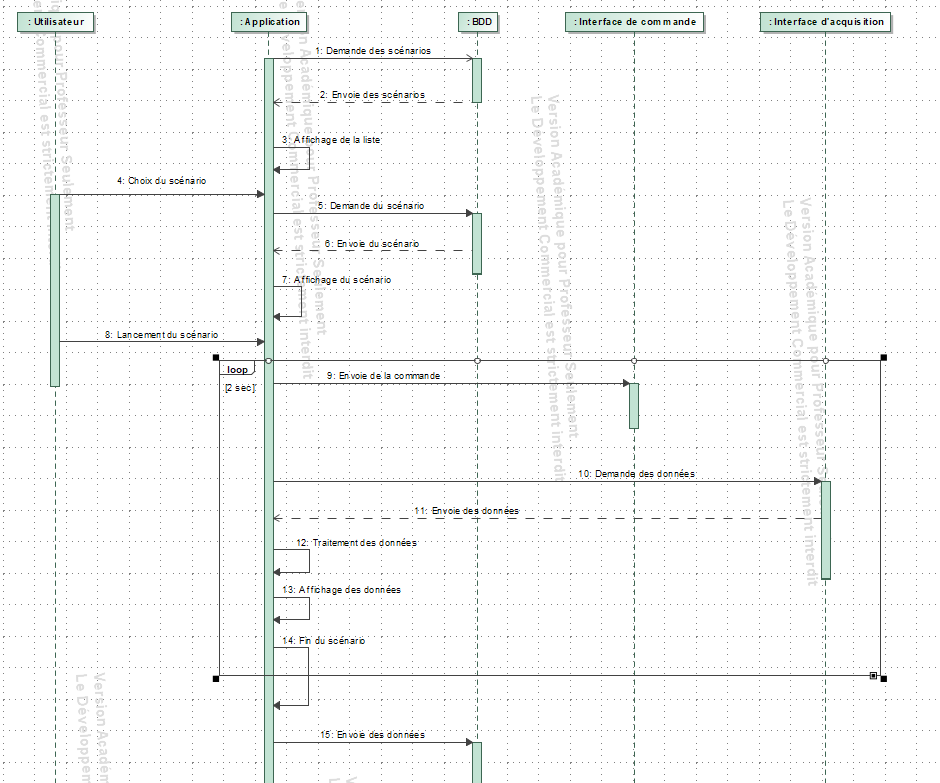 : Utilisateur
: Application
: BDD
: Interface de commande
: Interface d'acquisition
1: Demande des scénarios
2: Envoie des scénarios
3: Affichage de la liste
4: Choix du scénario
5: Demande du scénario
6: Envoie du scénario
7: Affichage du scénario
8: Lancement du scénario
loop
[2 sec]
9: Envoie de la commande
10: Demande des données
11: Envoie des données
12: Traitement des données
13: Affichage des données
14: Fin du scénario
15: Envoie des données
Version Académique pour Professeur Seulement
Le Développement Commercial est strictement interdit